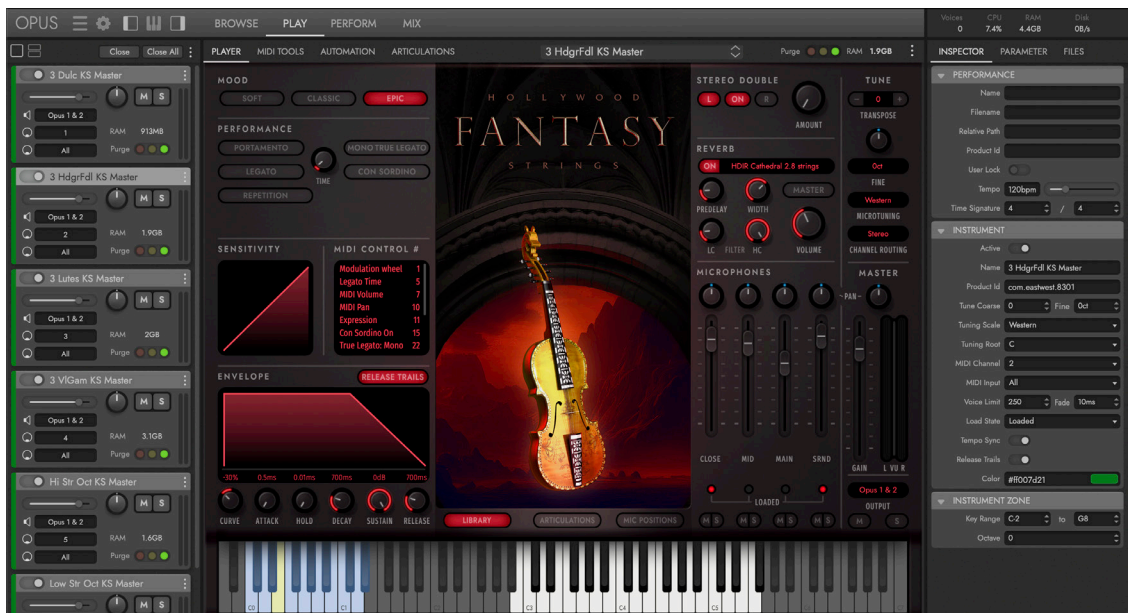 OPUS BROWSE PLAY PERFORM MIX
Voices CPU RAM Disk
0 7.4% 4.4GB 0B/s
Close Close All
PLAYER MIDI TOOLS AUTOMATION ARTICULATIONS 3 HdgrFdl KS Master Purge RAM 1.9GB
INSPECTOR PARAMETER FILES
3 Dulc KS Master
M S
Opus 1 & 2
1 RAM 913MB
All Purge
3 HdgrFdl KS Master
M S
Opus 1 & 2
2 RAM 1.9GB
All Purge
3 Lutes KS Master
M S
Opus 1 & 2
3 RAM 2GB
All Purge
3 VlGam KS Master
M S
Opus 1 & 2
4 RAM 3.1GB
All Purge
Hi Str Oct KS Master
M S
Opus 1 & 2
5 RAM 1.6GB
All Purge
Low Str Oct KS Master
M S
MOOD
SOFT CLASSIC EPIC
PERFORMANCE
PORTAMENTO MONO TRUE LEGATO
LEGATO TIME CON SORDINO
REPETITION
SENSITIVITY
MIDI CONTROL #
Modulation wheel 1
Legato Time 5
MIDI Volume 7
MIDI Pan 10
Expression 11
Con Sordino On 15
True Legato: Mono 22
ENVELOPE RELEASE TRAILS
-30% 0.5ms 0.01ms 700ms 0dB 700ms
CURVE ATTACK HOLD DECAY SUSTAIN RELEASE
HOLLYWOOD
FANTASY
STRINGS
LIBRARY ARTICULATIONS MIC POSITIONS
STEREO DOUBLE
L ON R
AMOUNT
REVERB
ON HDIR Cathedral 2.8 strings
MASTER
PREDELAY WIDTH
LC FILTER HC VOLUME
MICROPHONES
CLOSE MID MAIN SRND
LOADED
M S M S M S M S
TUNE
- 0 +
TRANSPOSE
0ct
FINE
Western
MICROTUNING
Stereo
CHANNEL ROUTING
MASTER
-PAN-
GAIN L VU R
Opus 1 & 2
OUTPUT
M S
C0 C1 C3 C4 C5
PERFORMANCE
Name
Filename
Relative Path
Product Id
User Lock
Tempo 120bpm
Time Signature 4 / 4
INSTRUMENT
Active
Name 3 HdgrFdl KS Master
Product Id com.eastwest.8301
Tune Coarse 0 Fine 0ct
Tuning Scale Western
Tuning Root C
MIDI Channel 2
MIDI Input All
Voice Limit 250 Fade 10ms
Load State Loaded
Tempo Sync
Release Trails
Color #ff007d21
INSTRUMENT ZONE
Key Range C-2 to G8
Octave 0